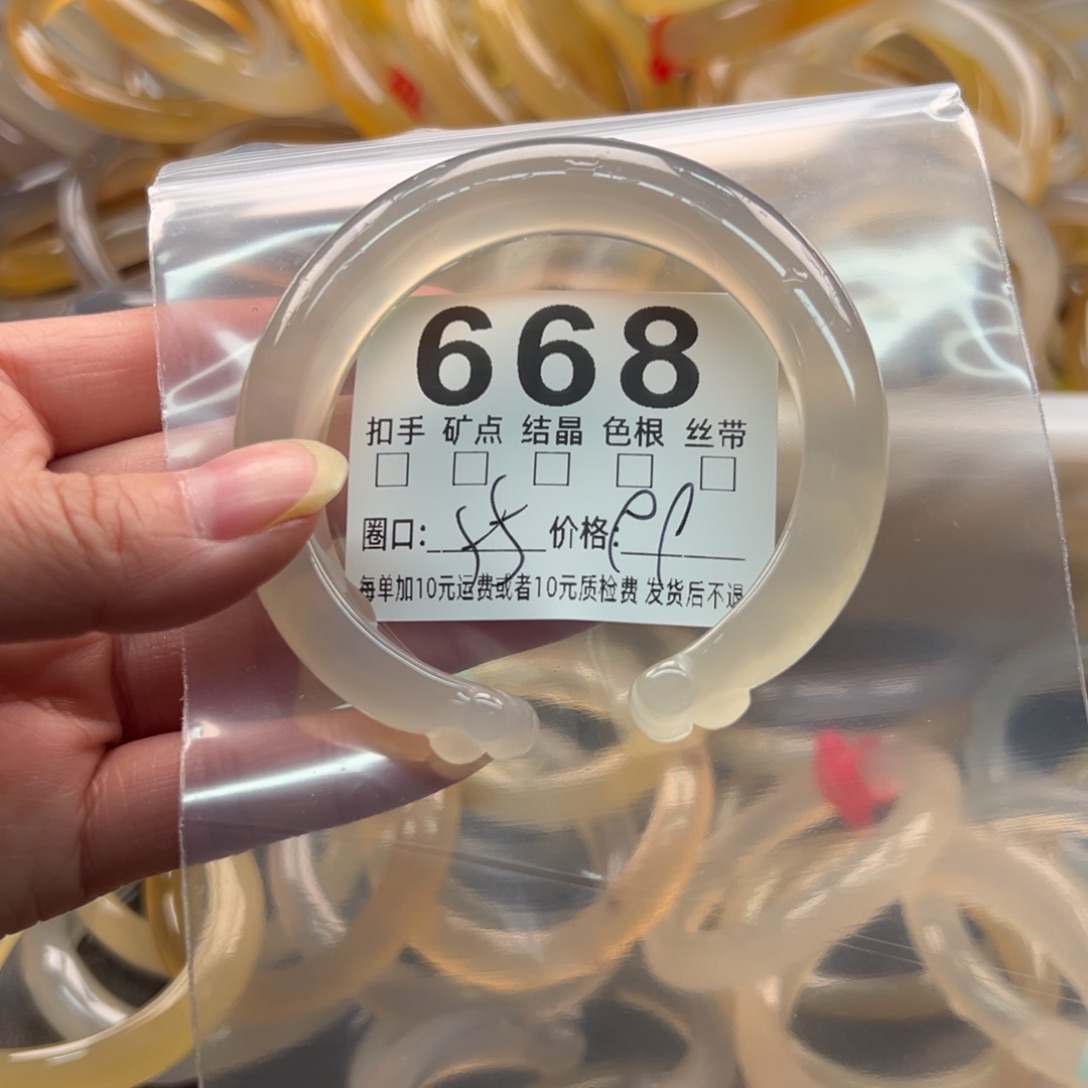 668
扣手 矿点 结晶 色根 丝带
圈口: 价格:
每单加10元运费或者10元质检费 发货后不退